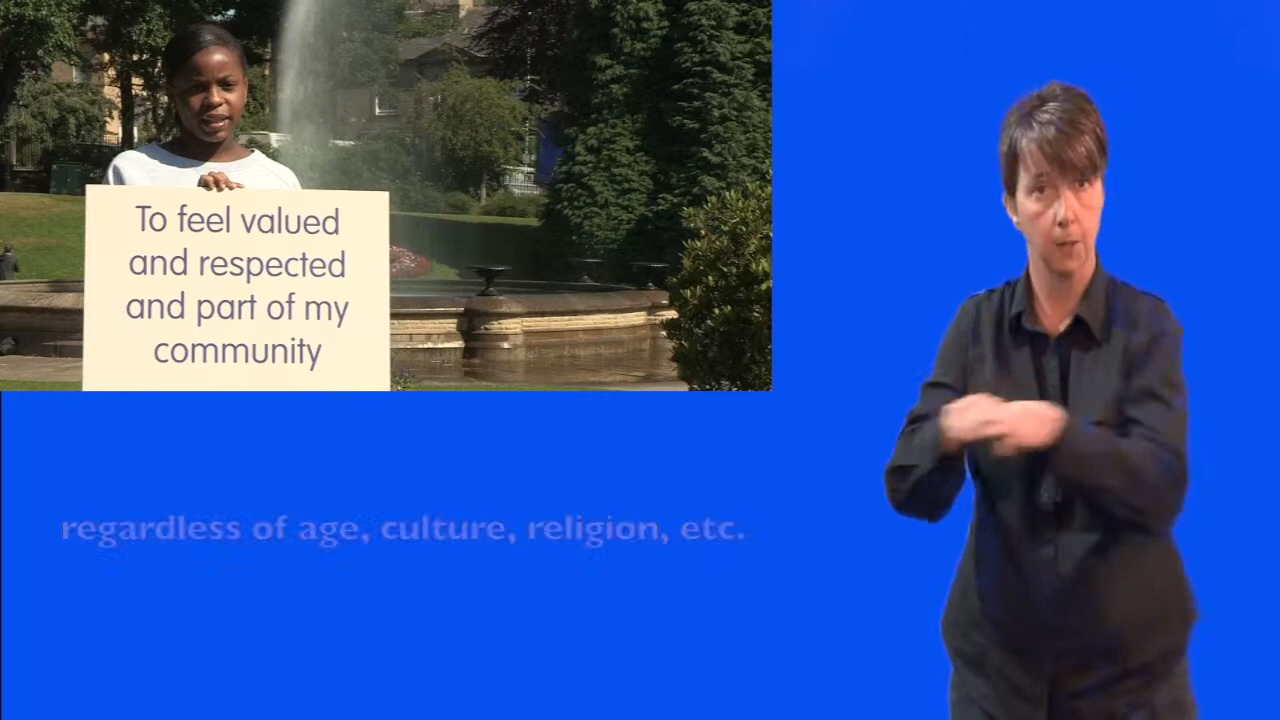 To feel valued
and respected
and part of my
community
regardless of age, culture, religion, etc.